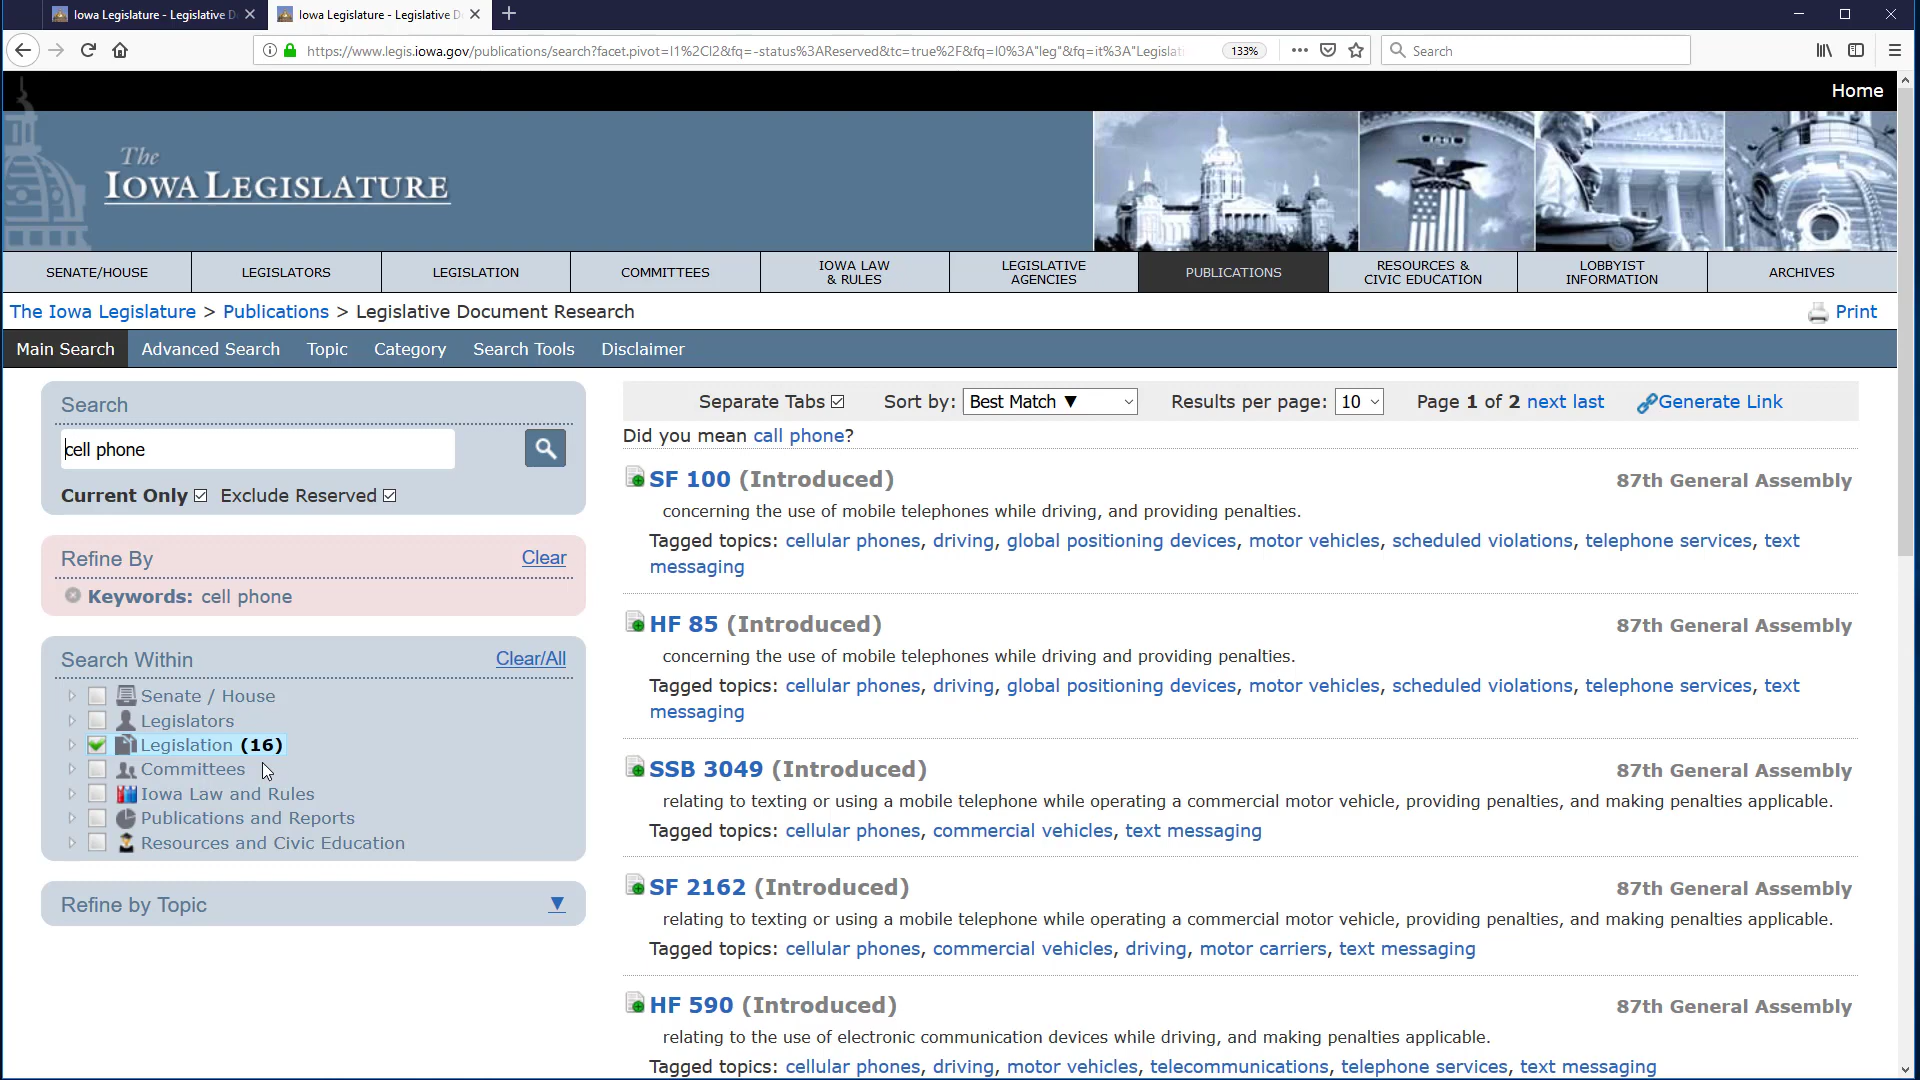 Iowa Legislature - Legislative D
Iowa Legislature - Legislative D
https://www.legis.iowa.gov/publications/search?facet.pivot=l1%2Cl2&fq=-status%3AReserved&tc=true%2F&fq=l0%3A"leg"&fq=it%3A"Legislati
133%
Search
Home
The
IOWA LEGISLATURE
SENATE/HOUSE
LEGISLATORS
LEGISLATION
COMMITTEES
IOWA LAW
& RULES
LEGISLATIVE
AGENCIES
PUBLICATIONS
RESOURCES &
CIVIC EDUCATION
LOBBYIST
INFORMATION
ARCHIVES
The Iowa Legislature > Publications > Legislative Document Research
Print
Main Search Advanced Search Topic Category Search Tools Disclaimer
Search
cell phone
Current Only Exclude Reserved
Refine By Clear
Keywords: cell phone
Search Within Clear/All
Senate / House
Legislators
Legislation (16)
Committees
Iowa Law and Rules
Publications and Reports
Resources and Civic Education
Refine by Topic ▼
Separate Tabs Sort by: Best Match ▼ Results per page: 10 Page 1 of 2 next last Generate Link
Did you mean call phone?
SF 100 (Introduced) 87th General Assembly
concerning the use of mobile telephones while driving, and providing penalties.
Tagged topics: cellular phones, driving, global positioning devices, motor vehicles, scheduled violations, telephone services, text
messaging
HF 85 (Introduced) 87th General Assembly
concerning the use of mobile telephones while driving and providing penalties.
Tagged topics: cellular phones, driving, global positioning devices, motor vehicles, scheduled violations, telephone services, text
messaging
SSB 3049 (Introduced) 87th General Assembly
relating to texting or using a mobile telephone while operating a commercial motor vehicle, providing penalties, and making penalties applicable.
Tagged topics: cellular phones, commercial vehicles, text messaging
SF 2162 (Introduced) 87th General Assembly
relating to texting or using a mobile telephone while operating a commercial motor vehicle, providing penalties, and making penalties applicable.
Tagged topics: cellular phones, commercial vehicles, driving, motor carriers, text messaging
HF 590 (Introduced) 87th General Assembly
relating to the use of electronic communication devices while driving, and making penalties applicable.
Tagged topics: cellular phones, driving, motor vehicles, telecommunications, telephone services, text messaging